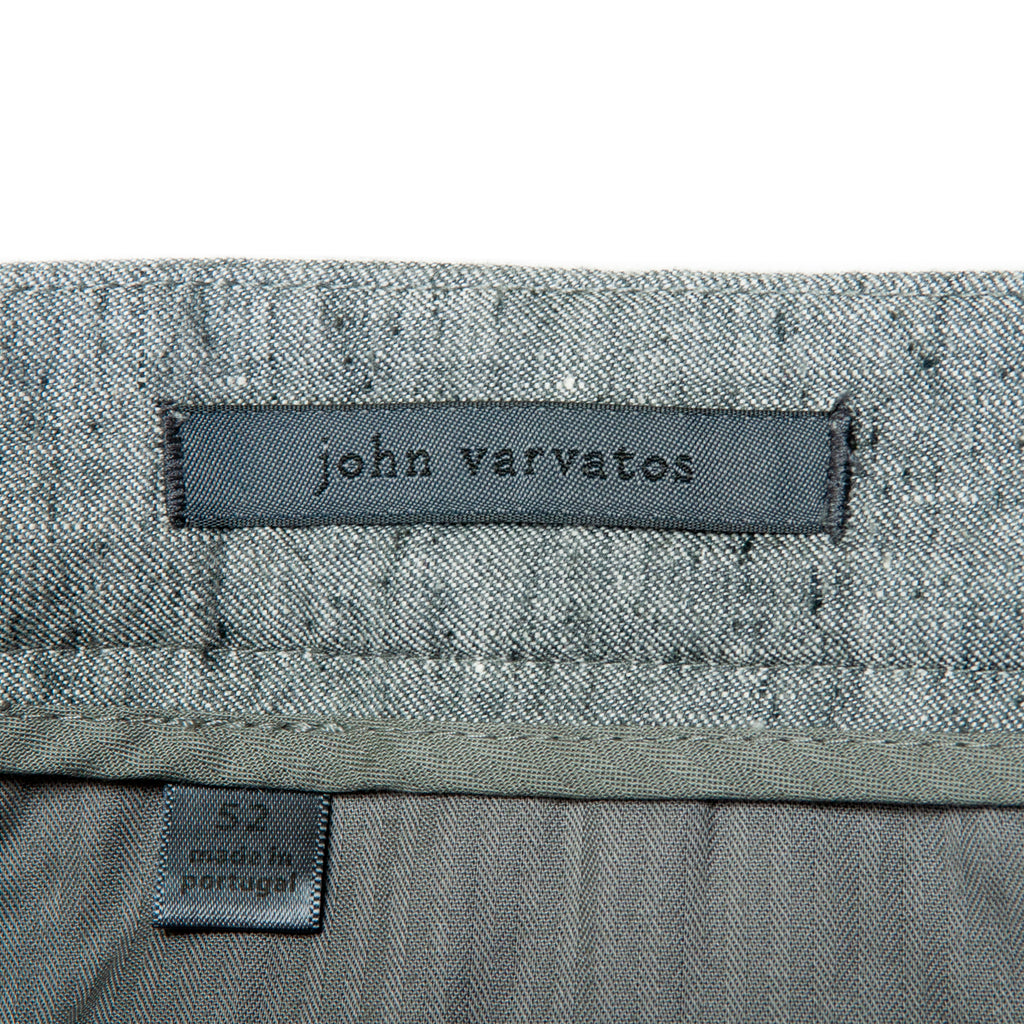 john varvatos
52
made in
portugal